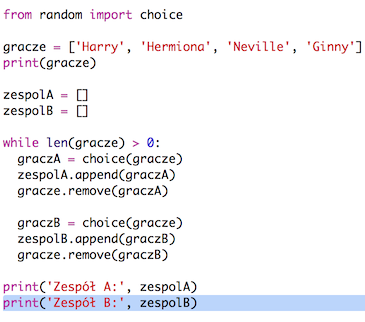 from random import choice
gracze = ['Harry', 'Hermiona', 'Neville', 'Ginny']
print(gracze)
zespolA = []
zespolB = []
while len(gracze) > 0:
graczA = choice(gracze)
zespolA.append(graczA)
gracze.remove(graczA)
graczB = choice(gracze)
zespolB.append(graczB)
gracze.remove(graczB)
print('Zespół A:', zespolA)
print('Zespół B:', zespolB)